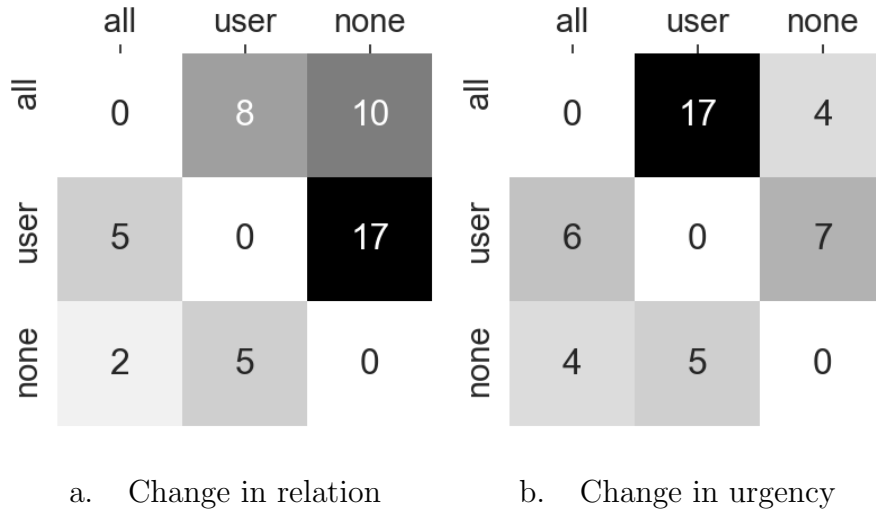 all user none all user none
all 0 8 10 all 0 17 4
user 5 0 17 user 6 0 7
none 2 5 0 none 4 5 0
a. Change in relation b. Change in urgency